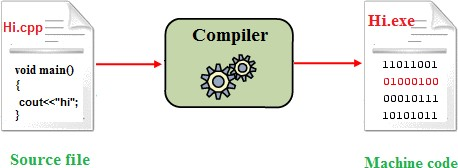 Hi.cpp
void main()
{
cout<<"hi";
}
Source file
Compiler
Hi.exe
11011001
01000100
00010111
10101011
Machine code